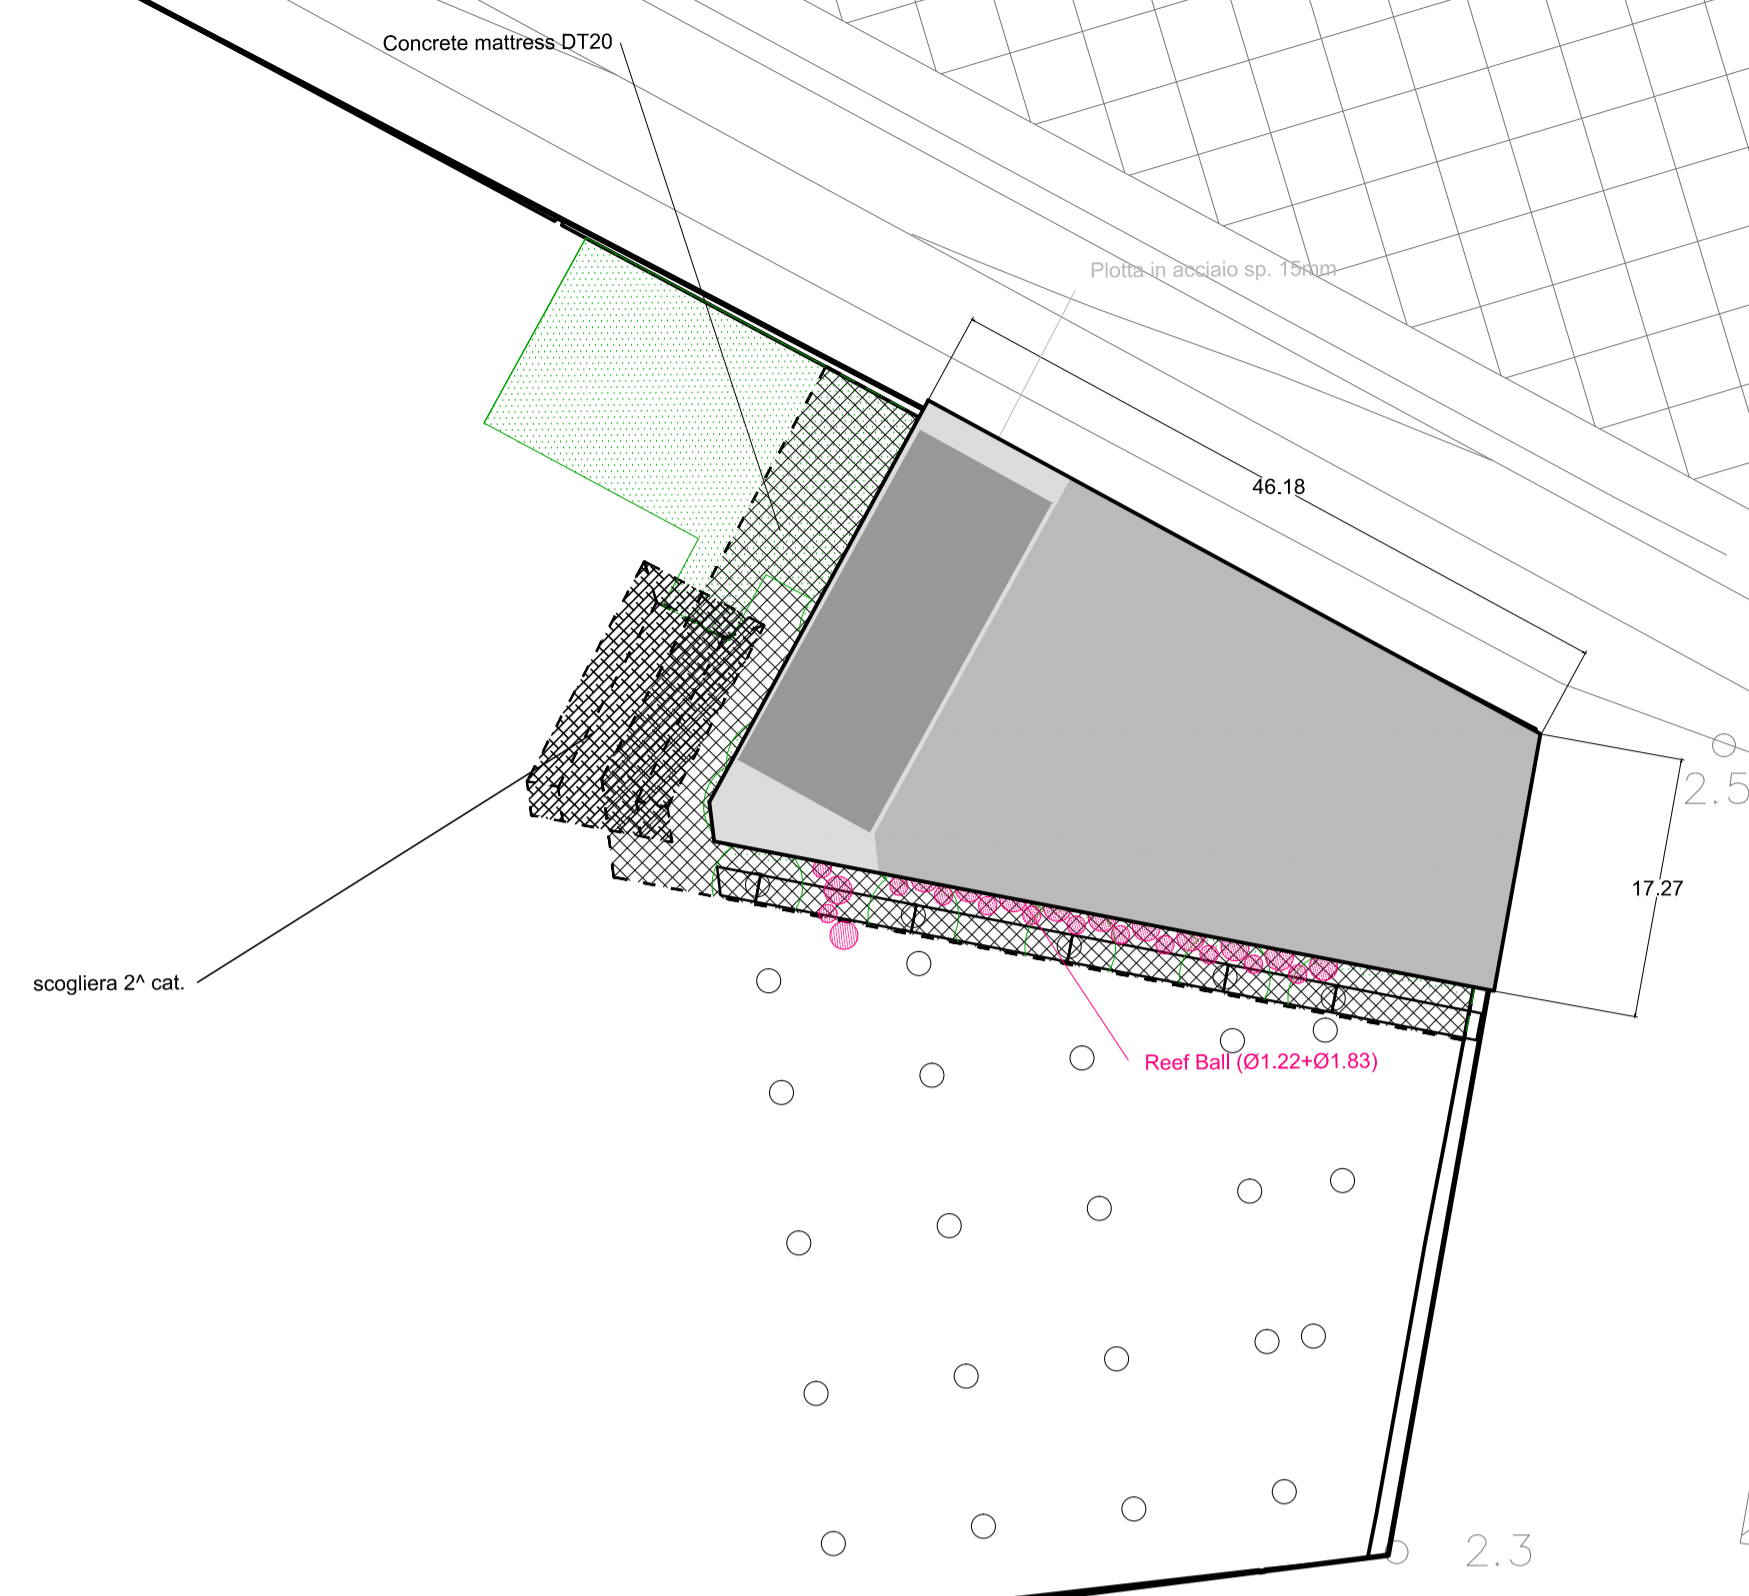 Concrete mattress DT20
Plotta in acciaio sp. 15mm
46.18
2.5
17.27
scogliera 2^ cat.
Reef Ball (Ø1.22+Ø1.83)
2.3